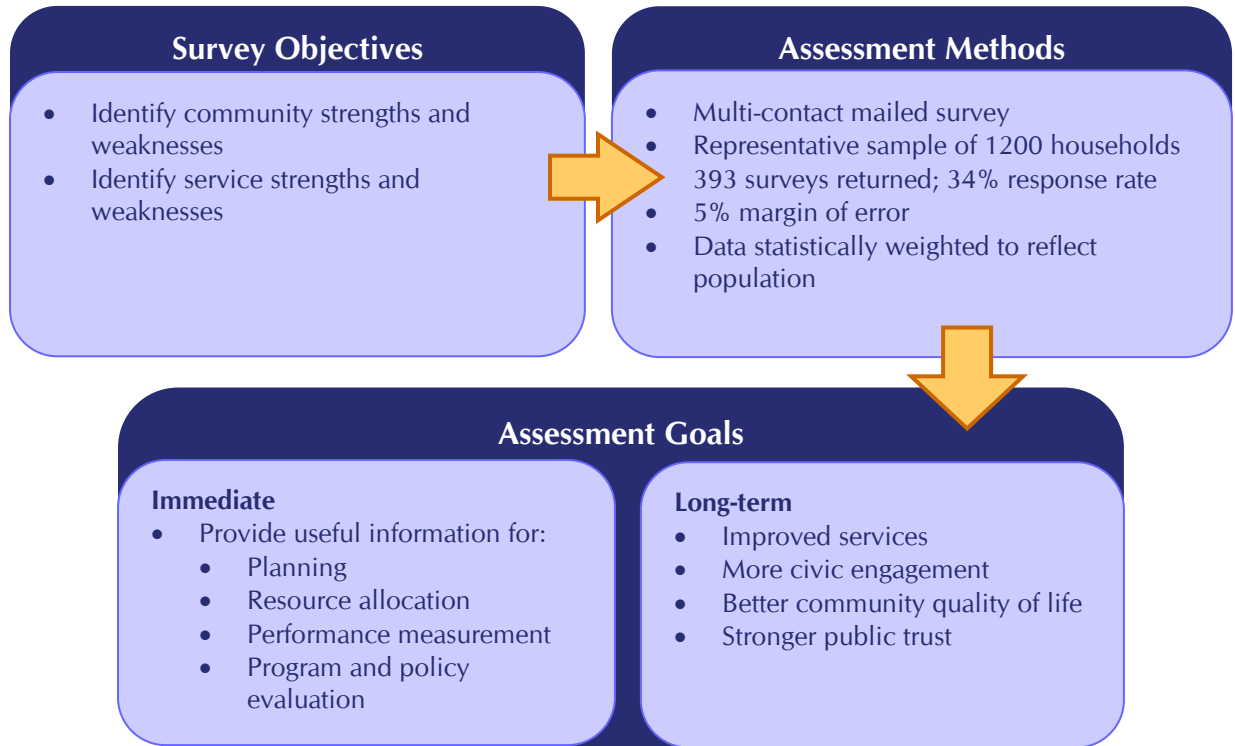 Survey Objectives
• Identify community strengths and
weaknesses
• Identify service strengths and
weaknesses
Assessment Methods
• Multi-contact mailed survey
• Representative sample of 1200 households
• 393 surveys returned; 34% response rate
• 5% margin of error
• Data statistically weighted to reflect
population
Assessment Goals
Immediate
• Provide useful information for:
• Planning
• Resource allocation
• Performance measurement
• Program and policy
evaluation
Long-term
• Improved services
• More civic engagement
• Better community quality of life
• Stronger public trust